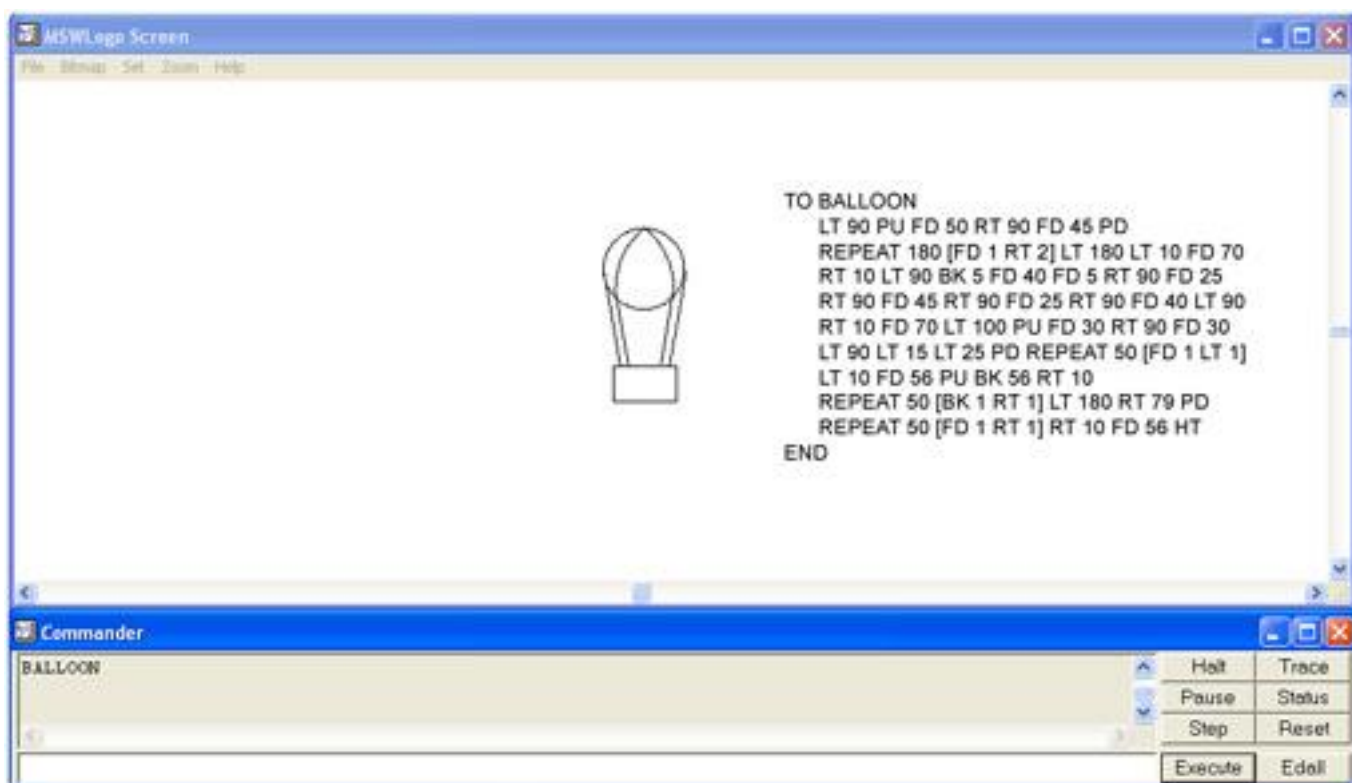 MSWLogo Screen
File Bitmap Set Zoom Help
TO BALLOON
LT 90 PU FD 50 RT 90 FD 45 PD
REPEAT 180 [FD 1 RT 2] LT 180 LT 10 FD 70
RT 10 LT 90 BK 5 FD 40 FD 5 RT 90 FD 25
RT 90 FD 45 RT 90 FD 25 RT 90 FD 40 LT 90
RT 10 FD 70 LT 100 PU FD 30 RT 90 FD 30
LT 90 LT 15 LT 25 PD REPEAT 50 [FD 1 LT 1]
LT 10 FD 56 PU BK 56 RT 10
REPEAT 50 [BK 1 RT 1] LT 180 RT 79 PD
REPEAT 50 [FD 1 RT 1] RT 10 FD 56 HT
END
Commander
BALLOON
Halt Trace
Pause Status
Step Reset
Execute Edall